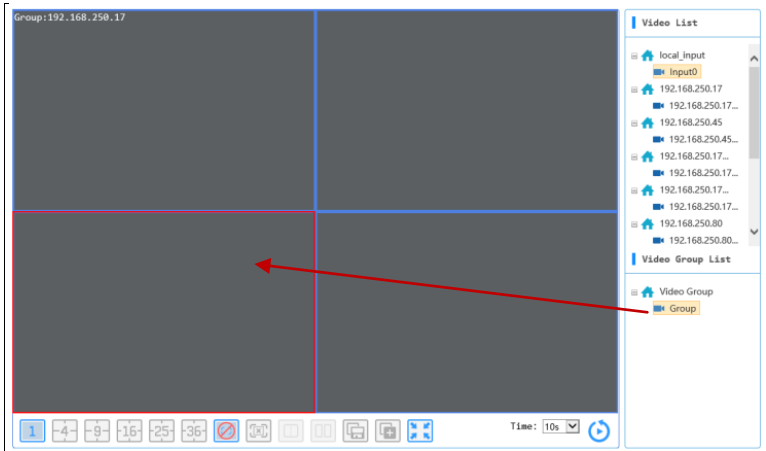 Group:192.168.250.17
Video List
local_input
Input0
192.168.250.17
192.168.250.17...
192.168.250.45
192.168.250.45...
192.168.250.17...
192.168.250.17...
192.168.250.17...
192.168.250.17...
192.168.250.80
192.168.250.80...
Video Group List
Video Group
Group
1 4 9 16 25 36 Time: 10s